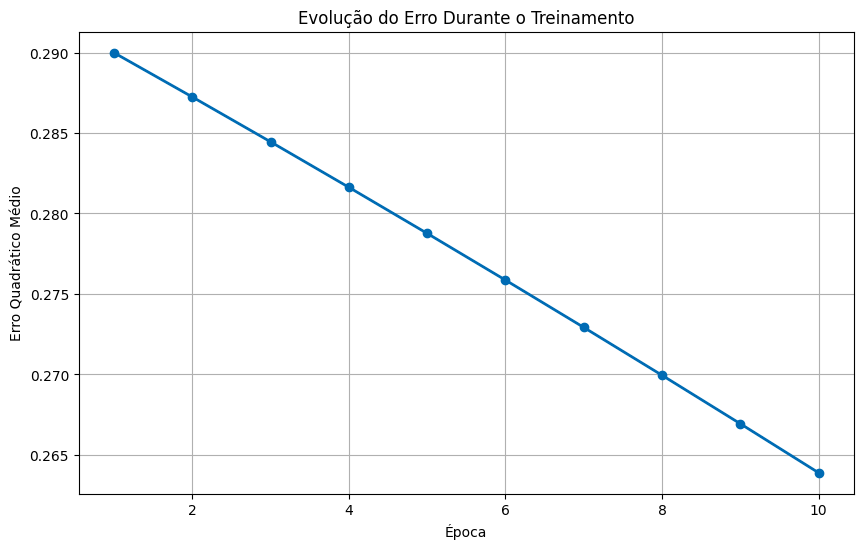 Evolução do Erro Durante o Treinamento
Erro Quadrático Médio
0.290
0.285
0.280
0.275
0.270
0.265
2 4 6 8 10
Época